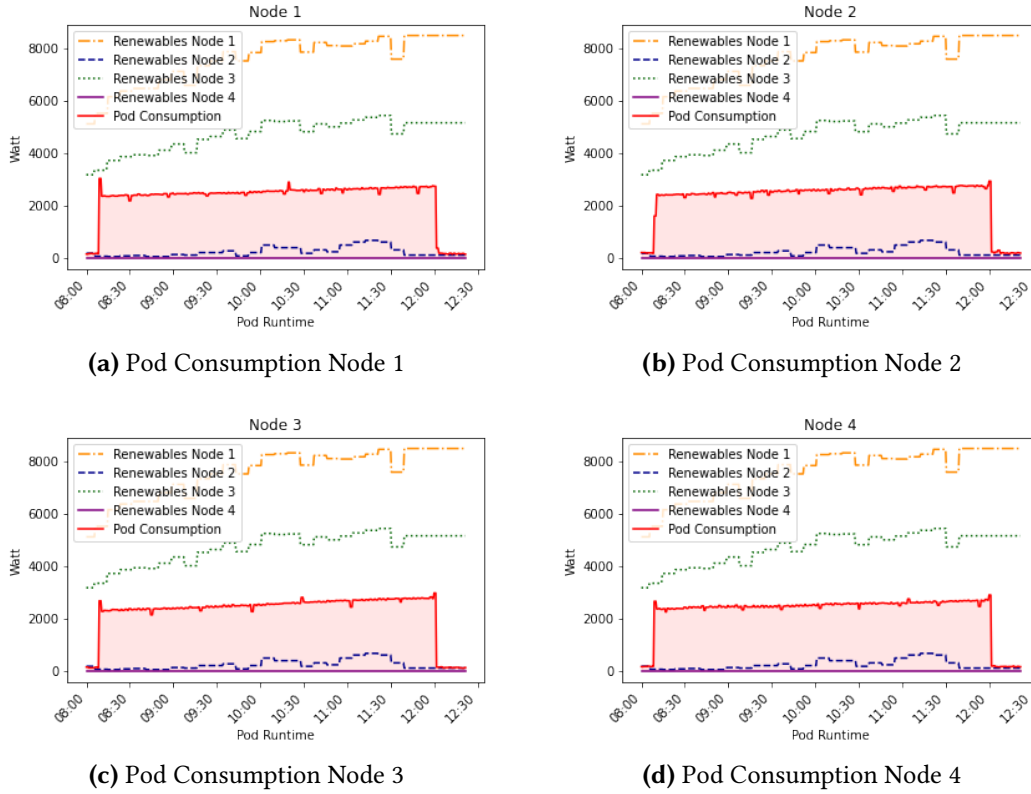 Node 1
Renewables Node 1
Renewables Node 2
Renewables Node 3
Renewables Node 4
Pod Consumption
Watt
8000
6000
4000
2000
0
08:00
08:30
09:00
09:30
10:00
10:30
11:00
11:30
12:00
12:30
Pod Runtime
(a) Pod Consumption Node 1
Node 2
Renewables Node 1
Renewables Node 2
Renewables Node 3
Renewables Node 4
Pod Consumption
Watt
8000
6000
4000
2000
0
08:00
08:30
09:00
09:30
10:00
10:30
11:00
11:30
12:00
12:30
Pod Runtime
(b) Pod Consumption Node 2
Node 3
Renewables Node 1
Renewables Node 2
Renewables Node 3
Renewables Node 4
Pod Consumption
Watt
8000
6000
4000
2000
0
08:00
08:30
09:00
09:30
10:00
10:30
11:00
11:30
12:00
12:30
Pod Runtime
(c) Pod Consumption Node 3
Node 4
Renewables Node 1
Renewables Node 2
Renewables Node 3
Renewables Node 4
Pod Consumption
Watt
8000
6000
4000
2000
0
08:00
08:30
09:00
09:30
10:00
10:30
11:00
11:30
12:00
12:30
Pod Runtime
(d) Pod Consumption Node 4